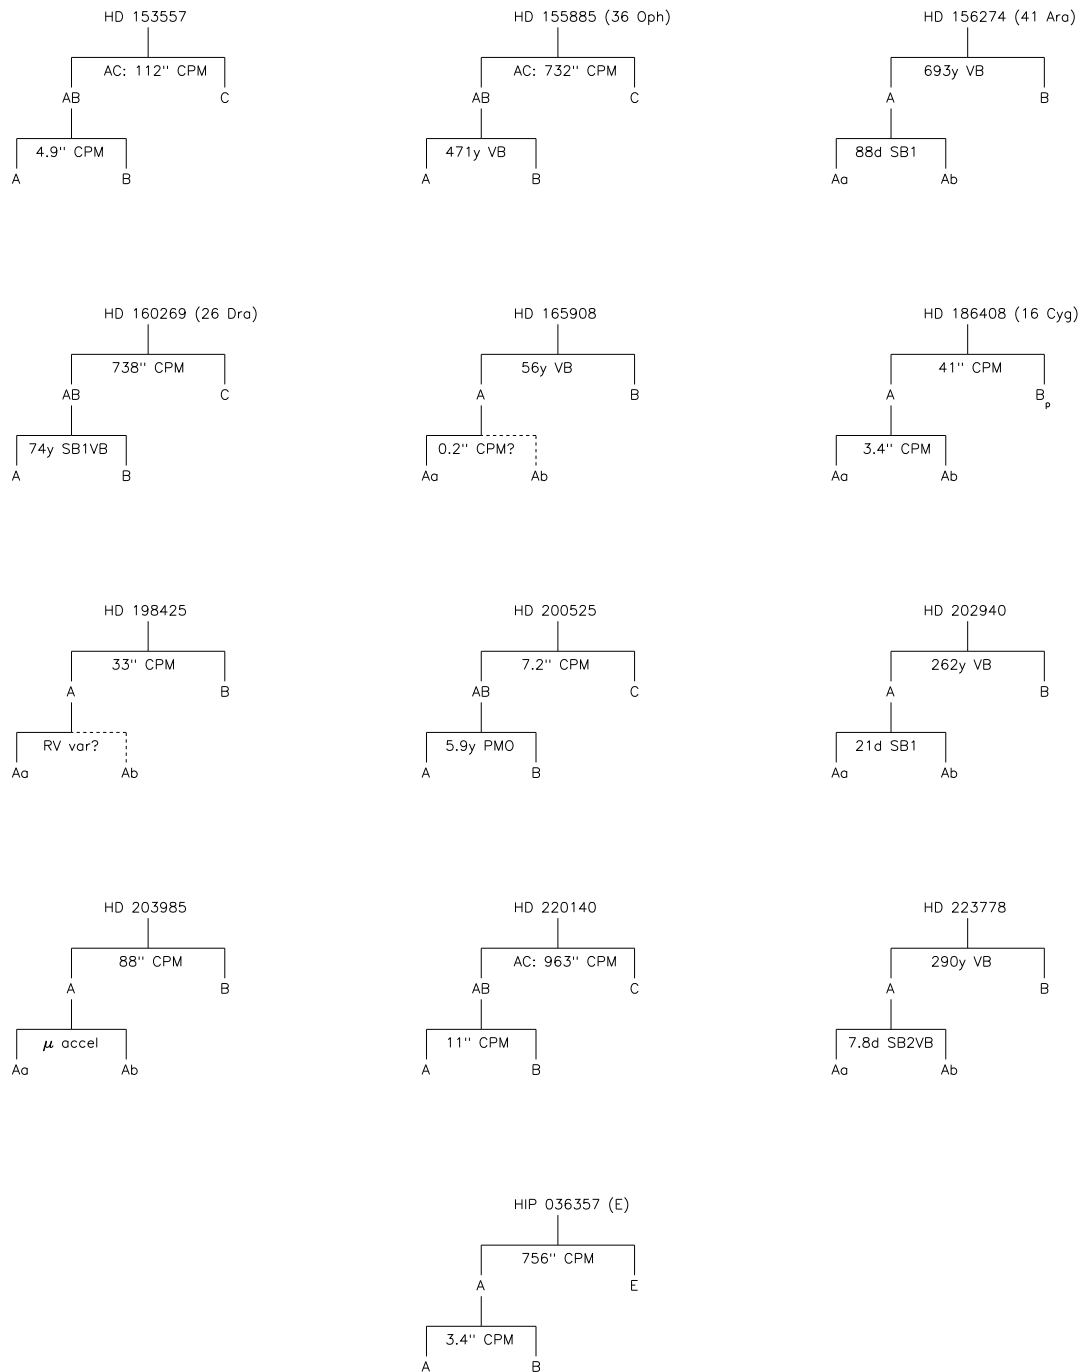 HD 153557
AC: 112" CPM
AB C
4.9" CPM
A B
HD 155885 (36 Oph)
AC: 732" CPM
AB C
471y VB
A B
HD 156274 (41 Ara)
693y VB
A B
88d SB1
Aa Ab
HD 160269 (26 Dra)
738" CPM
AB C
74y SB1VB
A B
HD 165908
56y VB
A B
0.2" CPM?
Aa Ab
HD 186408 (16 Cyg)
41" CPM
A Bp
3.4" CPM
Aa Ab
HD 198425
33" CPM
A B
RV var?
Aa Ab
HD 200525
7.2" CPM
AB C
5.9y PMO
A B
HD 202940
262y VB
A B
21d SB1
Aa Ab
HD 203985
88" CPM
A B
μ accel
Aa Ab
HD 220140
AC: 963" CPM
AB C
11" CPM
A B
HD 223778
290y VB
A B
7.8d SB2VB
Aa Ab
HIP 036357 (E)
756" CPM
A E
3.4" CPM
A B